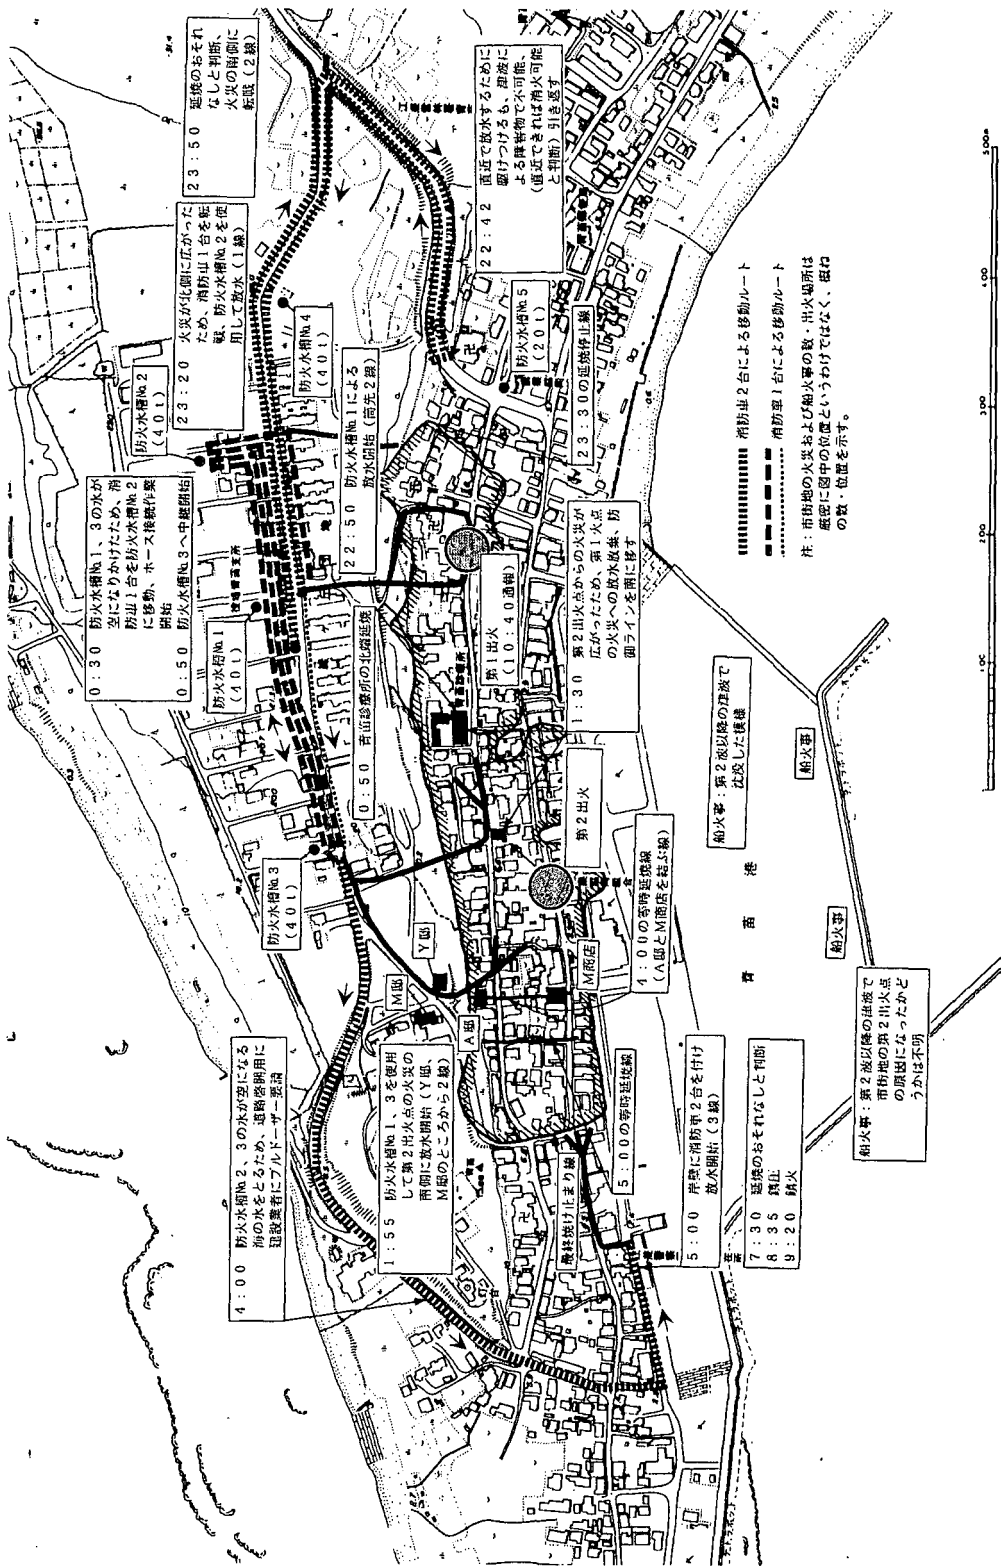 23:50 延焼のおそれ
なしと判断、
火災の南側に
転戦(2線)
23:20 火災が北側に広がった
ため、消防車1台を転
戦、防火水槽№2を使
用して放水(1線)
防火水槽№2
(40t)
0:30 防火水槽№1、3の水が
空になりかけたため、消
防車1台を防火水槽№2
に移動、ホース接続作業
開始
0:50 防火水槽№3へ中継開始
防火水槽№1
(40t)
防火水槽№3
(40t)
防火水槽№4
(40t)
22:42 直近で放水するために
駆けつけるも、津波に
よる障害物で不可能、
(直近できれば消火可能
と判断)引き返す
防火水槽№5
(20t)
22:50 防火水槽№1による
放水開始(筒先2線)
23:30の延焼停止線
0:50 青苗診療所の北端延焼
第1出火
(10:40通報)
1:30 第2出火点からの火災が
広がったため、第1火点
の火災への放水放棄、防
御ラインを南に移す
第2出火
Y邸
M邸
A邸
M商店
4:00の等時延焼線
(A邸とM商店を結ぶ線)
4:00 防火水槽№2、3の水が空になる
海の水をとるため、道路啓開用に
建設業者にブルドーザー要請
1:55 防火水槽№1、3を使用
して第2出火点の火災の
南側に放水開始(Y邸、
M邸のところから2線)
最終焼け止まり線
5:00の等時延焼線
5:00 岸壁に消防車2台を付け
放水開始(3線)
7:30 延焼のおそれなしと判断
8:35 鎮圧
9:20 鎮火
船火事:第2波以降の津波で
沈没した模様
船火事
船火事
船火事:第2波以降の津波で
市街地の第2出火点
の原因になったかど
うかは不明
青苗港
消防車2台による移動ルート
消防車1台による移動ルート
注:市街地の火災および船火事の数・出火場所は
厳密に図中の位置というわけではなく、概ね
の数・位置を示す。
0
100
200
300
400
500m